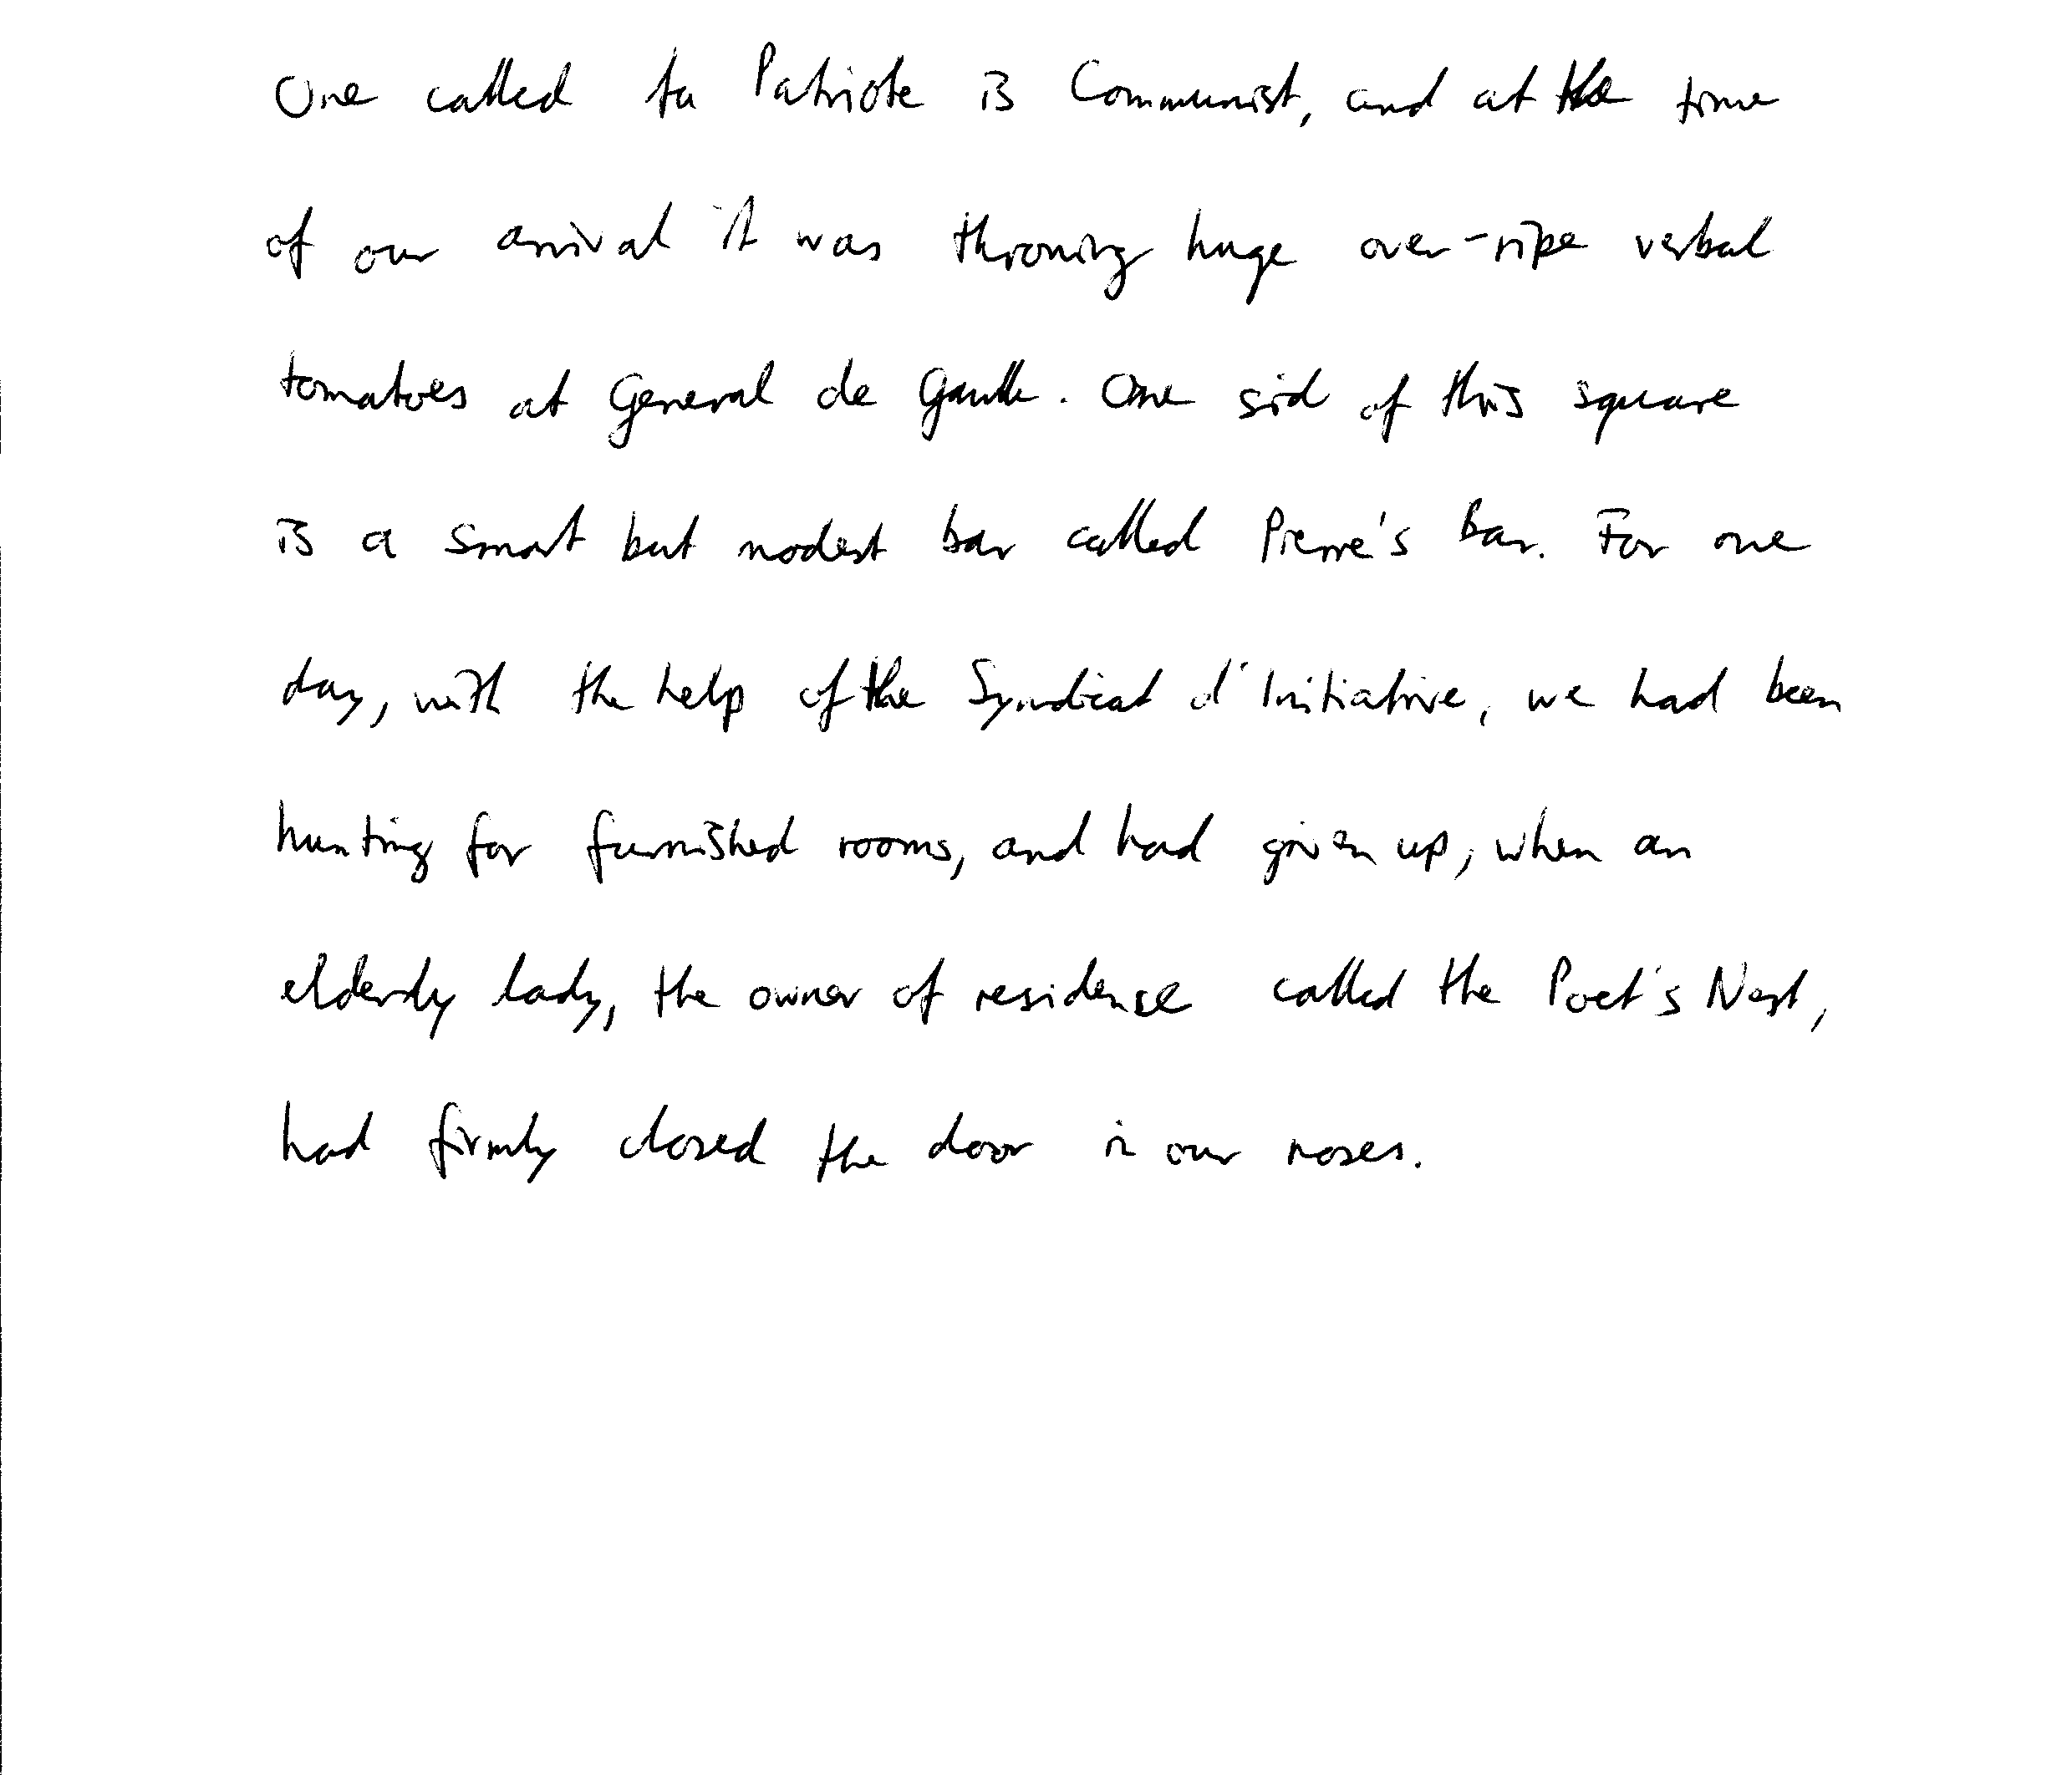 One called La Patriote is Communist, and at the time
of our arrival it was throwing huge over-ripe verbal
tomatoes at General de Gaulle. One side of this square
is a smart but modest bar called Pierre's Bar. For one
day, with the help of the Syndicat d'Initiative, we had been
hunting for furnished rooms, and had given up, when an
elderly lady, the owner of residense called the Poet's Nest,
had firmly closed the door in our noses.